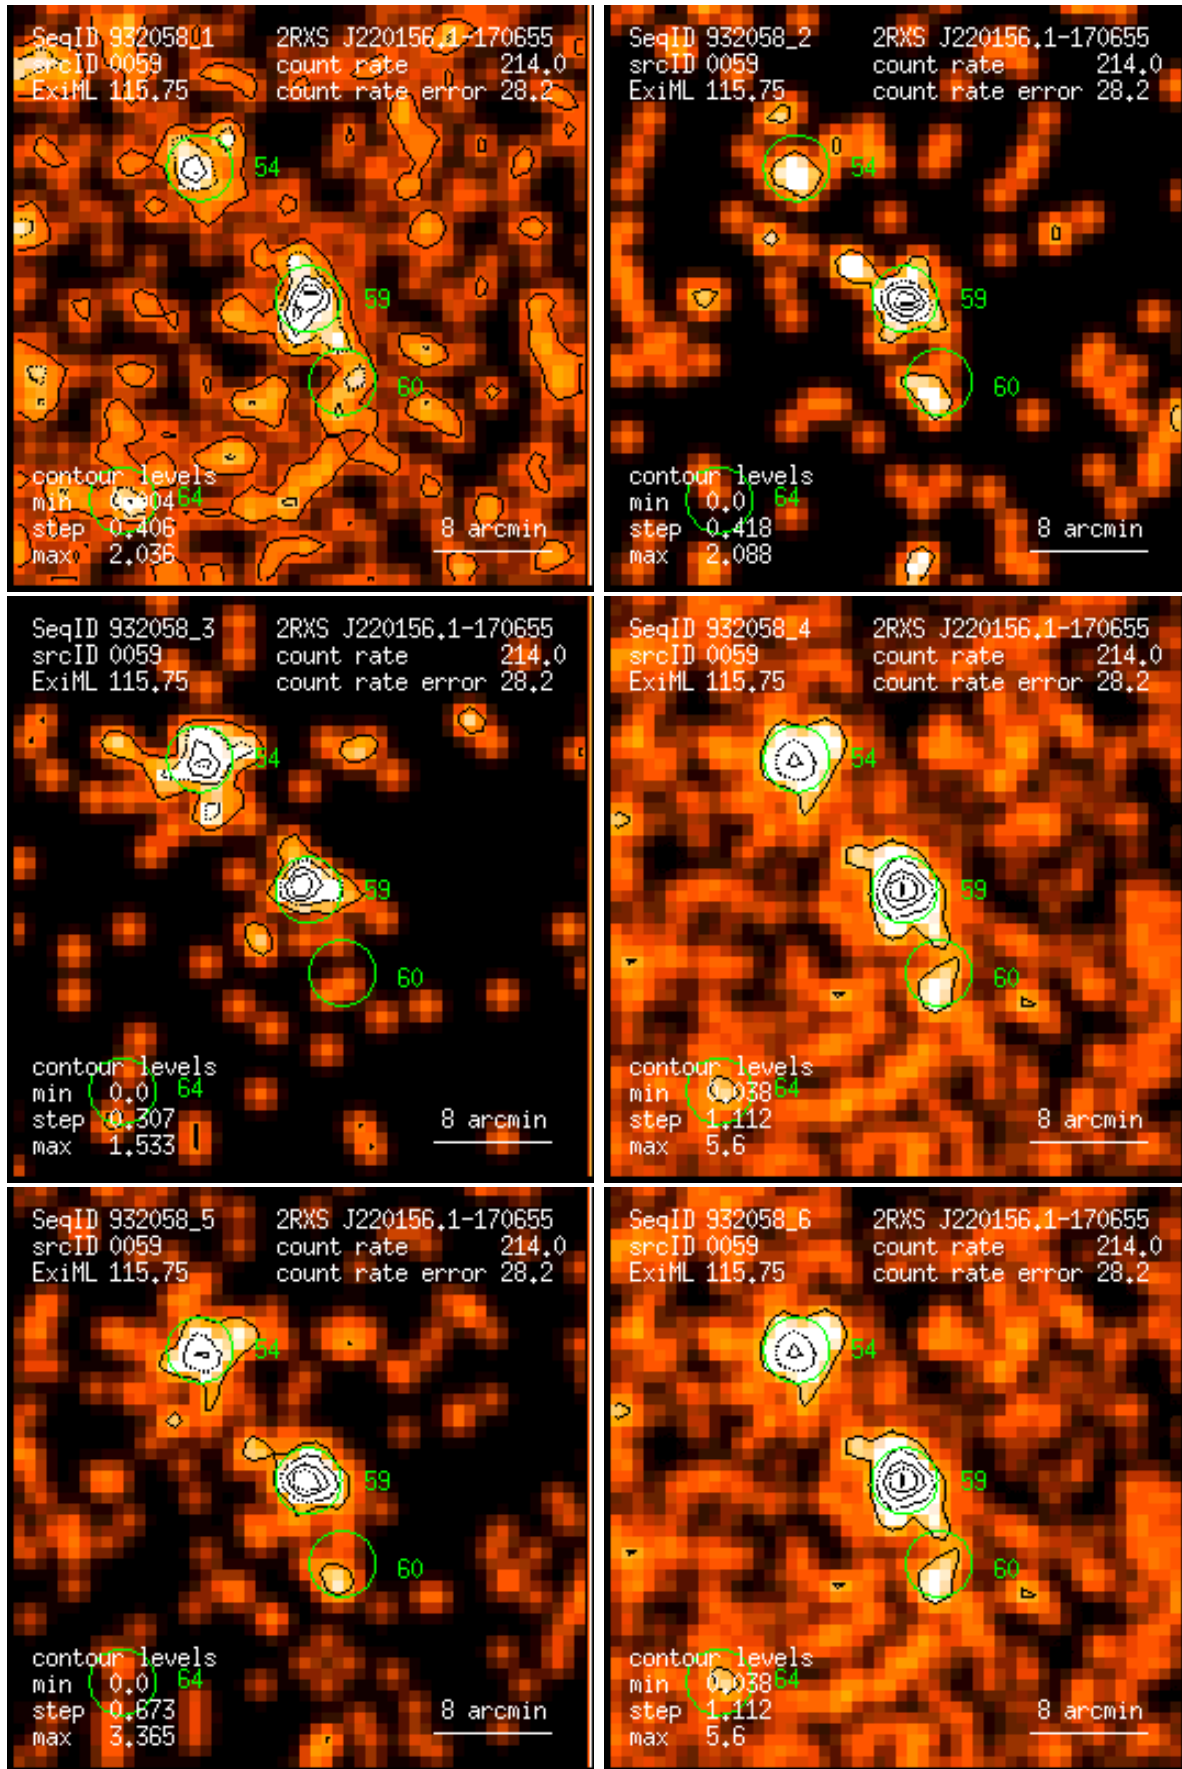 SeqID 932058_1 2RXS J220156.1-170655
srcID 0059 count rate 214.0
ExiML 115.75 count rate error 28.2
54
59
60
contour levels
min 0.004 64
step 0.406 8 arcmin
max 2.036
SeqID 932058_2 2RXS J220156.1-170655
srcID 0059 count rate 214.0
ExiML 115.75 count rate error 28.2
54
59
60
contour levels
min 0.0 64
step 0.418 8 arcmin
max 2.088
SeqID 932058_3 2RXS J220156.1-170655
srcID 0059 count rate 214.0
ExiML 115.75 count rate error 28.2
54
59
60
contour levels
min 0.0 64
step 0.307 8 arcmin
max 1.533
SeqID 932058_4 2RXS J220156.1-170655
srcID 0059 count rate 214.0
ExiML 115.75 count rate error 28.2
54
59
60
contour levels
min 0.038 64
step 1.112 8 arcmin
max 5.6
SeqID 932058_5 2RXS J220156.1-170655
srcID 0059 count rate 214.0
ExiML 115.75 count rate error 28.2
54
59
60
contour levels
min 0.0 64
step 0.673 8 arcmin
max 3.365
SeqID 932058_6 2RXS J220156.1-170655
srcID 0059 count rate 214.0
ExiML 115.75 count rate error 28.2
54
59
60
contour levels
min 0.038 64
step 1.112 8 arcmin
max 5.6